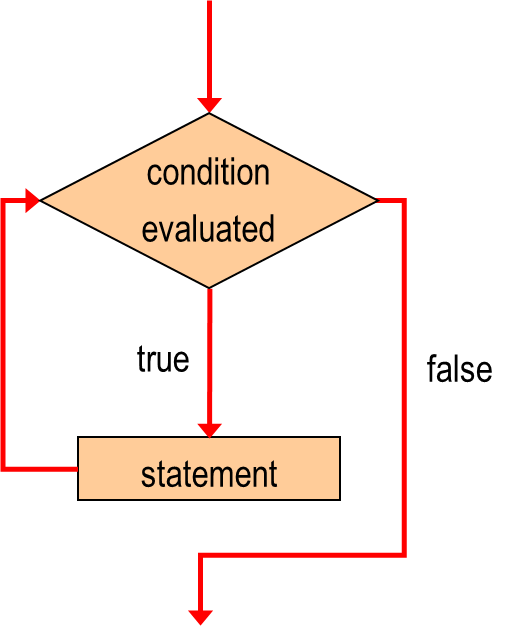 condition
evaluated
true
false
statement